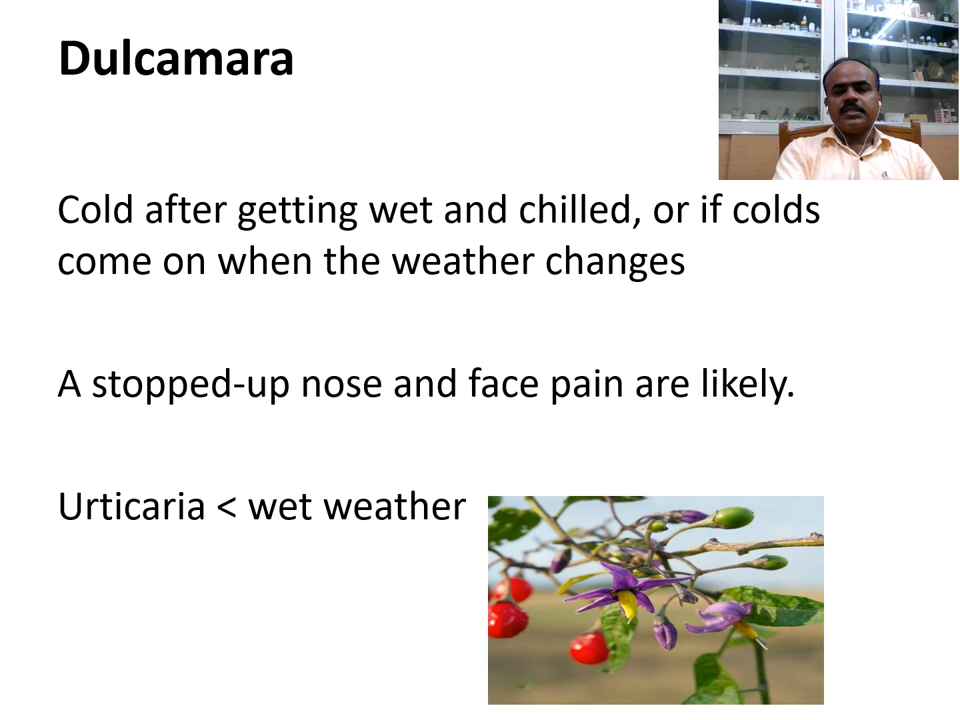 Dulcamara
Cold after getting wet and chilled, or if colds
come on when the weather changes
A stopped-up nose and face pain are likely.
Urticaria < wet weather